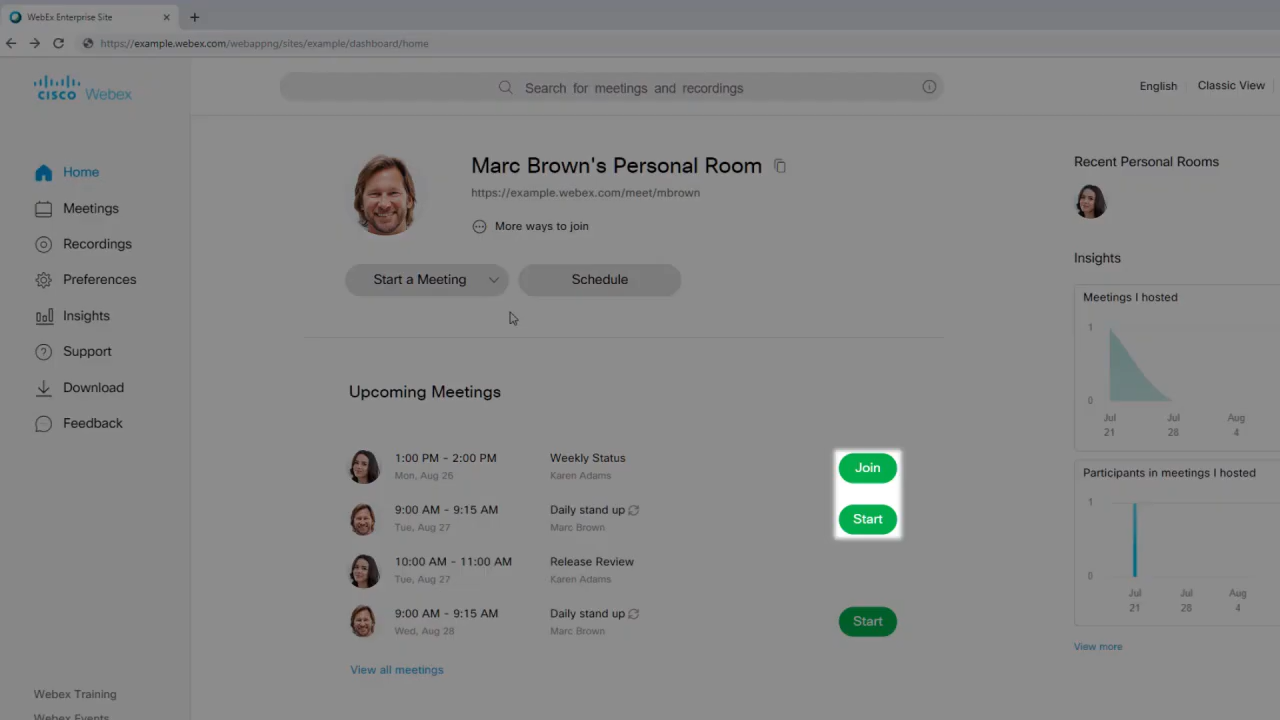 WebEx Enterprise Site
https://example.webex.com/webappng/sites/example/dashboard/home
CISCO Webex
Search for meetings and recordings
English
Classic View
Home
Meetings
Recordings
Preferences
Insights
Support
Download
Feedback
Webex Training
Webex Events
Marc Brown's Personal Room
https://example.webex.com/meet/mbrown
More ways to join
Start a Meeting
Schedule
Upcoming Meetings
1:00 PM - 2:00 PM Weekly Status Join
Mon, Aug 26 Karen Adams
9:00 AM - 9:15 AM Daily stand up Start
Tue, Aug 27 Marc Brown
10:00 AM - 11:00 AM Release Review
Tue, Aug 27 Karen Adams
9:00 AM - 9:15 AM Daily stand up Start
Wed, Aug 28 Marc Brown
View all meetings
Recent Personal Rooms
Insights
Meetings I hosted
1
0
Jul Jul Aug
21 28 4
Participants in meetings I hosted
1
0
Jul Jul Aug
21 28 4
View more